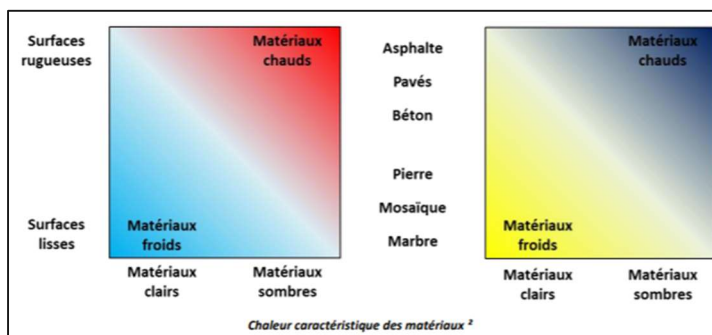 Surfaces
rugueuses
Matériaux
chauds
Surfaces
lisses
Matériaux
froids
Matériaux
clairs
Matériaux
sombres
Asphalte
Pavés
Béton
Pierre
Mosaïque
Marbre
Matériaux
chauds
Matériaux
froids
Matériaux
clairs
Matériaux
sombres
Chaleur caractéristique des matériaux ²